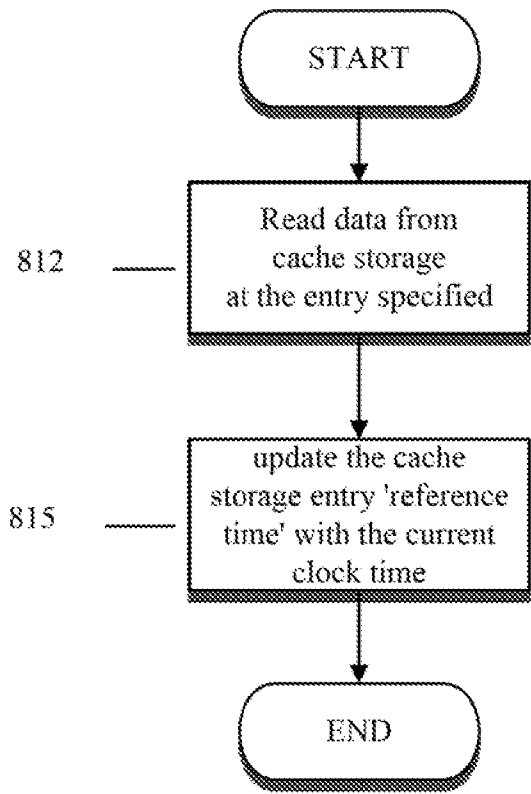 START
812
Read data from
cache storage
at the entry specified
815
update the cache
storage entry 'reference
time' with the current
clock time
END